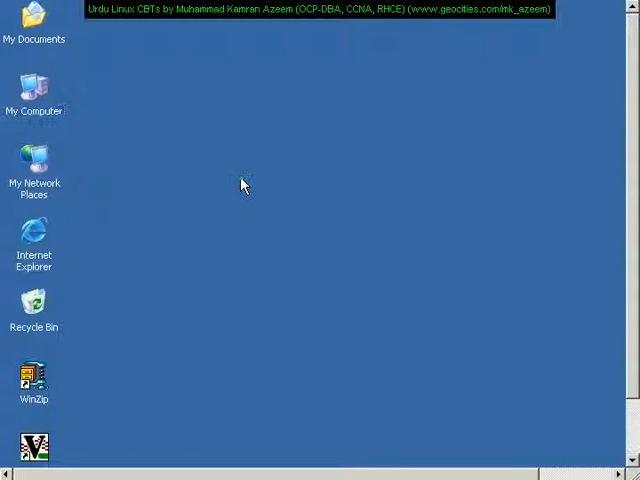 Urdu Linux CBTs by Muhammad Kamran Azeem (OCP-DBA, CCNA, RHCE) (www.geocities.com/mk_azeem)
My Documents
My Computer
My Network
Places
Internet
Explorer
Recycle Bin
WinZip
V